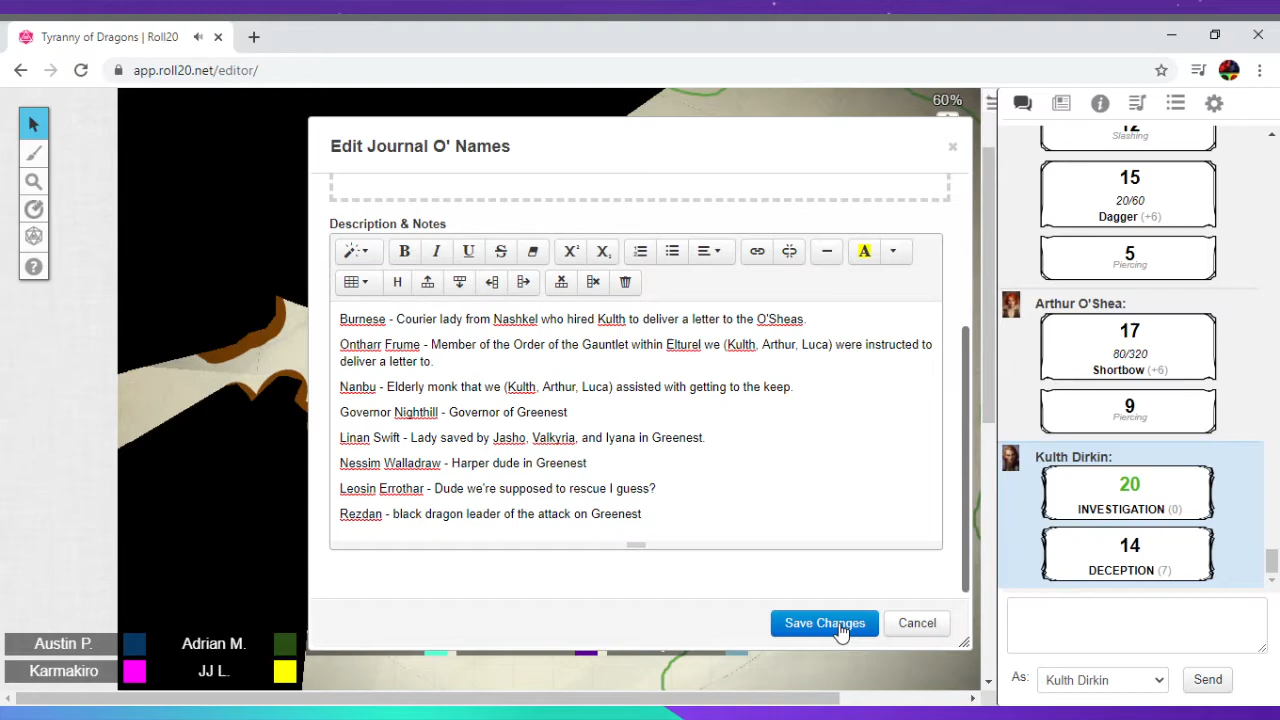 Tyranny of Dragons | Roll20
app.roll20.net/editor/
60%
Edit Journal O' Names
×
Description & Notes
B I U S X² X₁ A
H
Burnese - Courier lady from Nashkel who hired Kulth to deliver a letter to the O'Sheas.
Ontharr Frume - Member of the Order of the Gauntlet within Elturel we (Kulth, Arthur, Luca) were instructed to
deliver a letter to.
Nanbu - Elderly monk that we (Kulth, Arthur, Luca) assisted with getting to the keep.
Governor Nighthill - Governor of Greenest
Linan Swift - Lady saved by Jasho, Valkyria, and Iyana in Greenest.
Nessim Walladraw - Harper dude in Greenest
Leosin Errothar - Dude we're supposed to rescue I guess?
Rezdan - black dragon leader of the attack on Greenest
Save Changes
Cancel
Austin P.
Adrian M.
Karmakiro
JJ L.
12
Slashing
15
20/60
Dagger (+6)
5
Piercing
Arthur O'Shea:
17
80/320
Shortbow (+6)
9
Piercing
Kulth Dirkin:
20
INVESTIGATION (0)
14
DECEPTION (7)
As:
Kulth Dirkin
Send